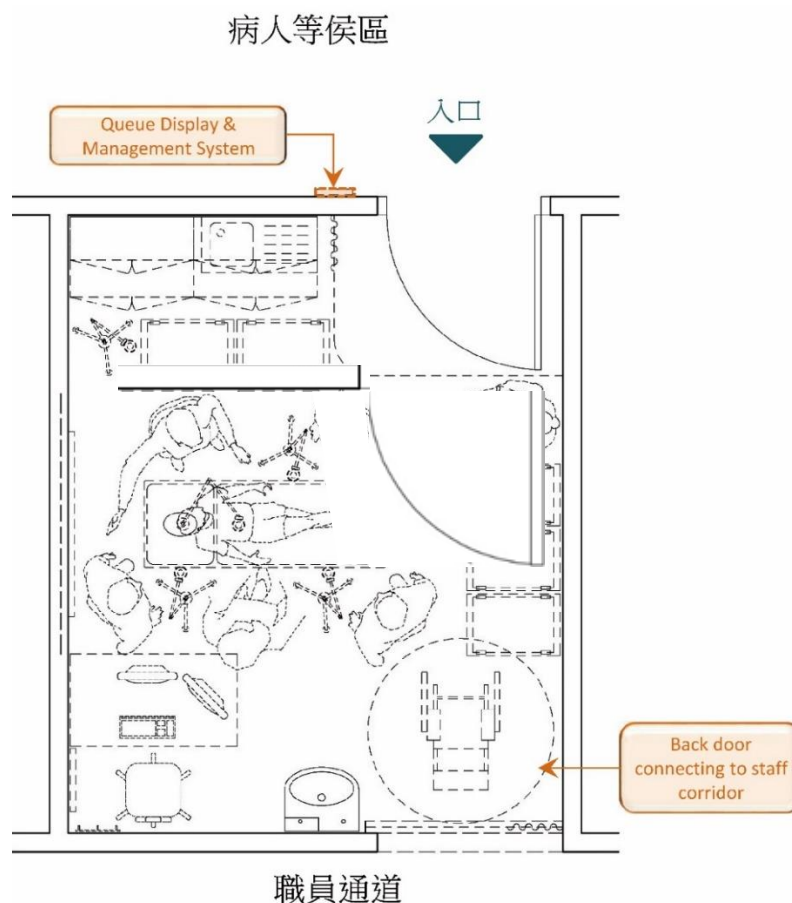 病人等侯區
Queue Display &
Management System
入口
Back door
connecting to staff
corridor
職員通道